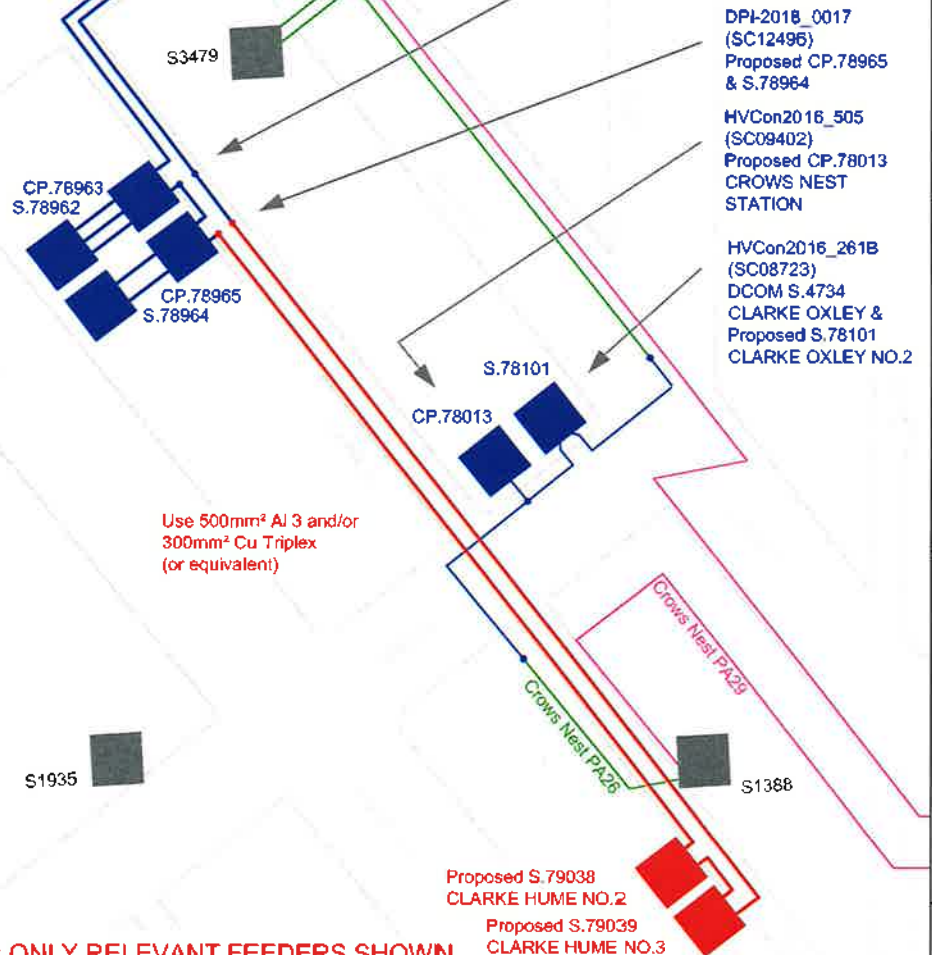 DPI-2018_0017
(SC12495)
Proposed CP.78965
& S.78964
S3479
HVCon2016_505
(SC09402)
Proposed CP.78013
CROWS NEST
STATION
CP.78963
S.78962
HVCon2016_261B
(SC08723)
DCOM S.4734
CLARKE OXLEY &
Proposed S.78101
CLARKE OXLEY NO.2
CP.78965
S.78964
S.78101
CP.78013
Use 500mm² Al 3 and/or
300mm² Cu Triplex
(or equivalent)
Crows Nest PA29
Crows Nest PA26
S1935
S1388
Proposed S.79038
CLARKE HUME NO.2
Proposed S.79039
CLARKE HUME NO.3
ONLY RELEVANT FEEDERS SHOWN